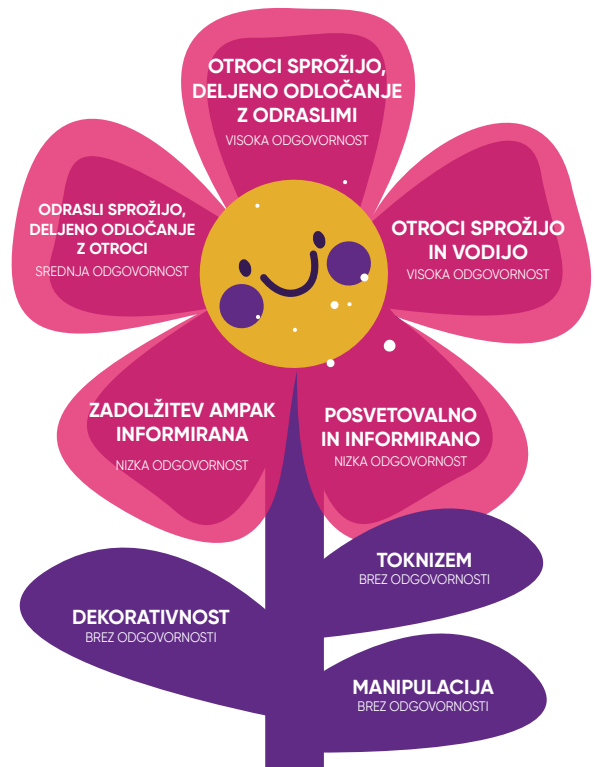 OTROCI SPROŽIJO,
DELJENO ODLOČANJE
Z ODRASLIMI
VISOKA ODGOVORNOST
ODRASLI SPROŽIJO,
DELJENO ODLOČANJE
Z OTROCI
SREDNJA ODGOVORNOST
OTROCI SPROŽIJO
IN VODIJO
VISOKA ODGOVORNOST
ZADOLŽITEV AMPAK
INFORMIRANA
NIZKA ODGOVORNOST
POSVETOVALNO
IN INFORMIRANO
NIZKA ODGOVORNOST
TOKNIZEM
BREZ ODGOVORNOSTI
DEKORATIVNOST
BREZ ODGOVORNOSTI
MANIPULACIJA
BREZ ODGOVORNOSTI